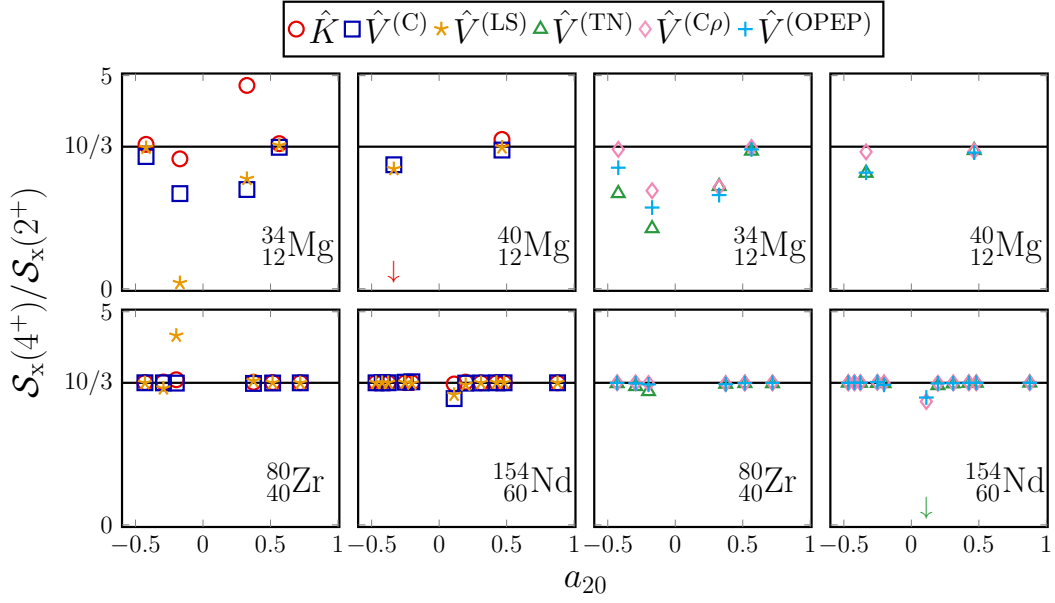 K̂ V̂(C) V̂(LS) V̂(TN) V̂(Cρ) V̂(OPEP)
𝒮x(4+)/𝒮x(2+)
5
10/3
0
34 12 Mg
40 12 Mg
34 12 Mg
40 12 Mg
5
10/3
0
80 40 Zr
154 60 Nd
80 40 Zr
154 60 Nd
−0.5 0 0.5 1
−0.5 0 0.5 1
−0.5 0 0.5 1
−0.5 0 0.5 1
a20